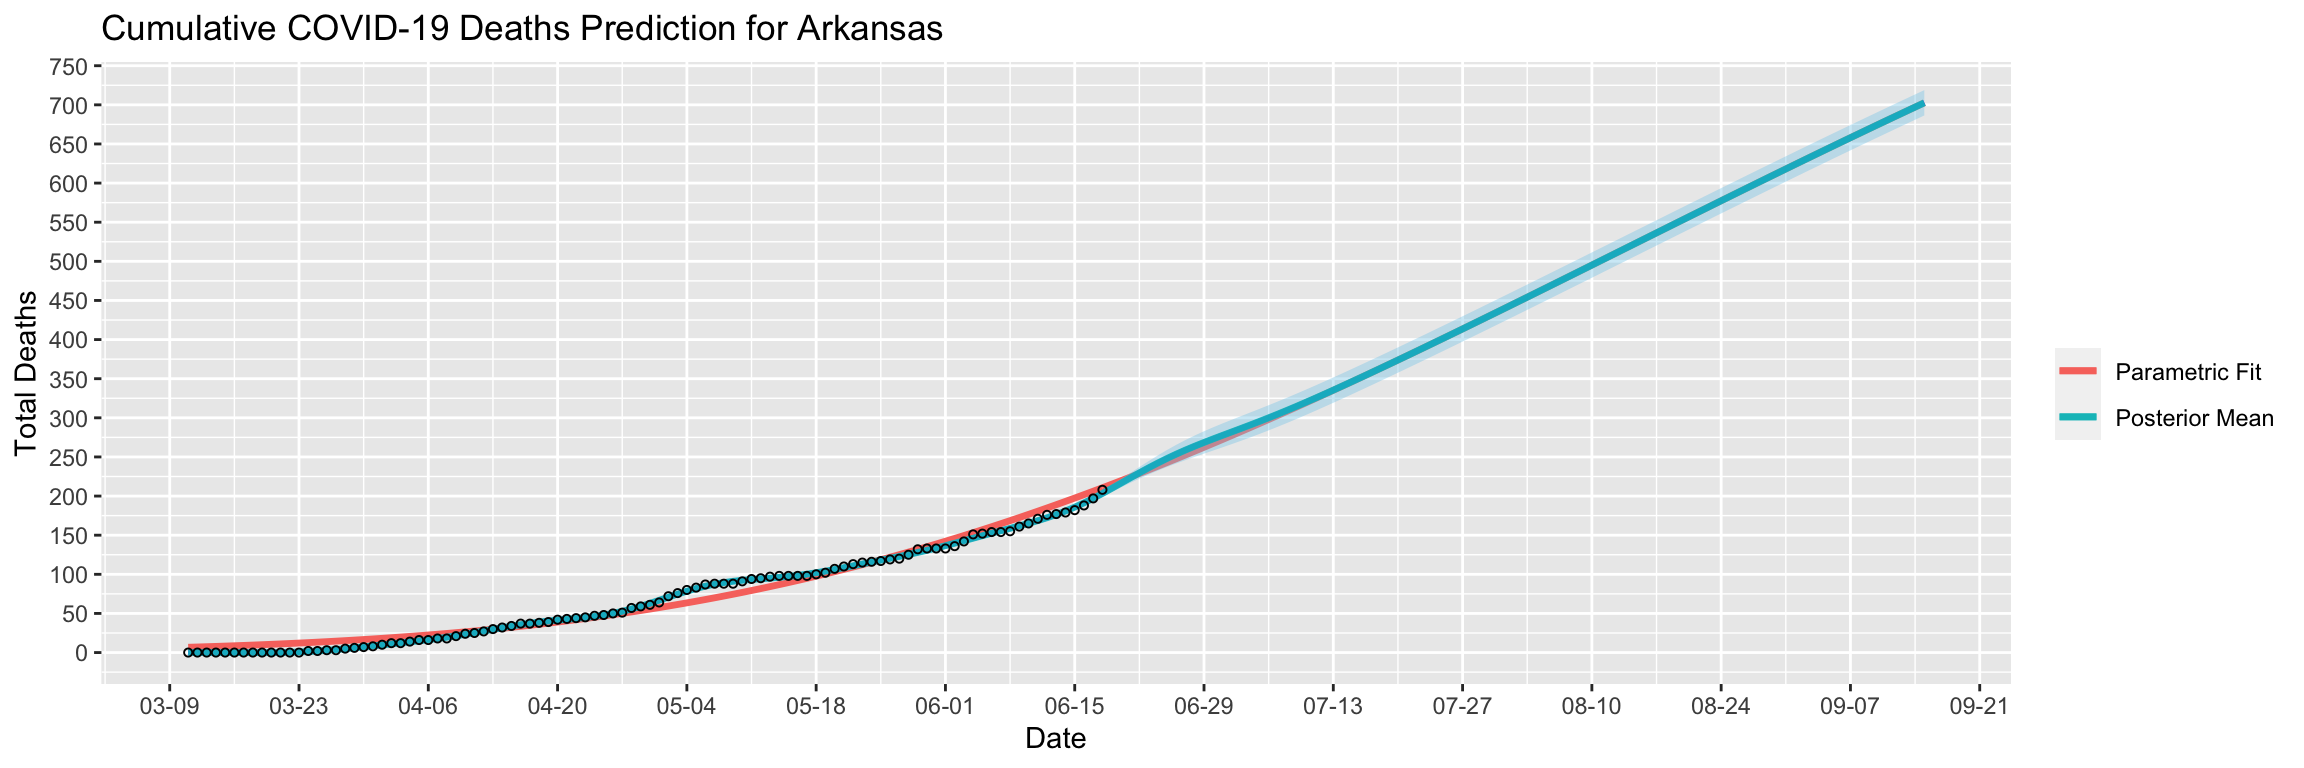 Cumulative COVID-19 Deaths Prediction for Arkansas
750
700
650
600
550
500
450
400
350
300
250
200
150
100
50
0
Total Deaths
03-09 03-23 04-06 04-20 05-04 05-18 06-01 06-15 06-29 07-13 07-27 08-10 08-24 09-07 09-21
Date
Parametric Fit
Posterior Mean